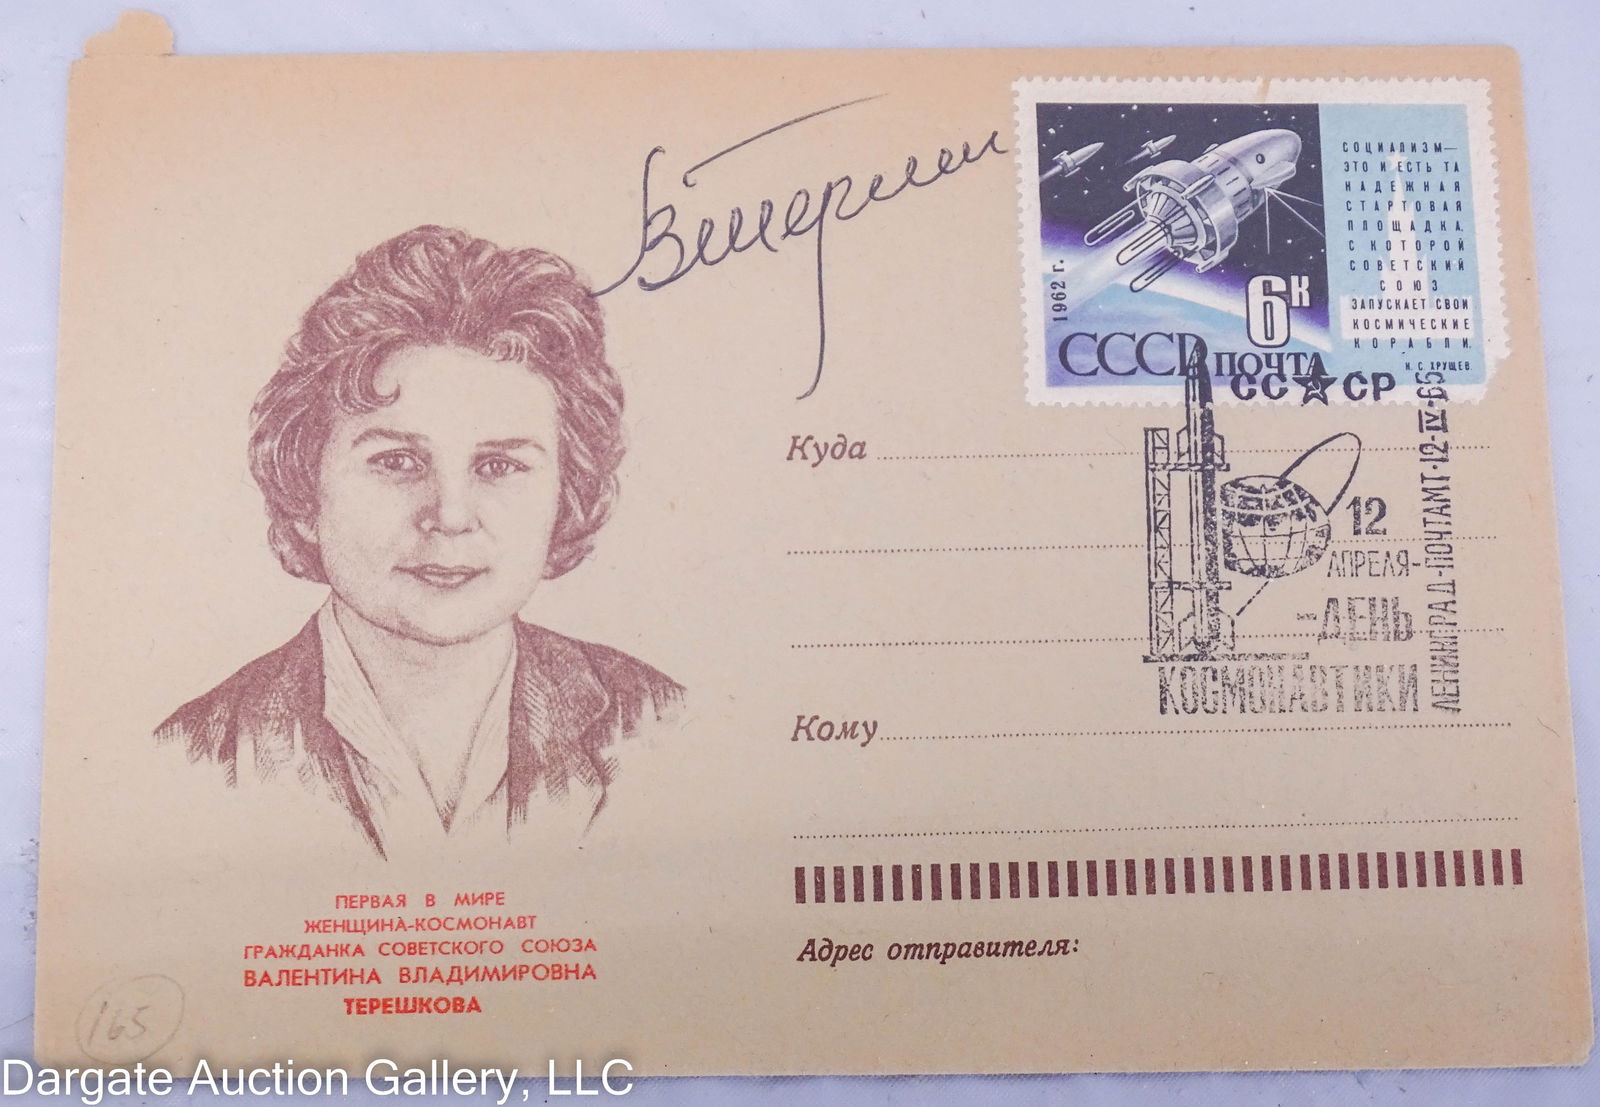 СОЦИАЛИЗМ—
ЭТО И ЕСТЬ ТА
НАДЕЖНАЯ
СТАРТОВАЯ
ПЛОЩАДКА,
С КОТОРОЙ
СОВЕТСКИЙ
СОЮЗ
ЗАПУСКАЕТ СВОИ
КОСМИЧЕСКИЕ
КОРАБЛИ.
Н. С. ХРУЩЕВ.
1962 г.
6К
СССР ПОЧТА
СССР
12
АПРЕЛЯ-
-ДЕНЬ
КОСМОНАВТИКИ
ЛЕНИНГРАД-ПОЧТАМТ-12-IV-65
Куда
Кому
Адрес отправителя:
ПЕРВАЯ В МИРЕ
ЖЕНЩИНА-КОСМОНАВТ
ГРАЖДАНКА СОВЕТСКОГО СОЮЗА
ВАЛЕНТИНА ВЛАДИМИРОВНА
ТЕРЕШКОВА
165
Dargate Auction Gallery, LLC